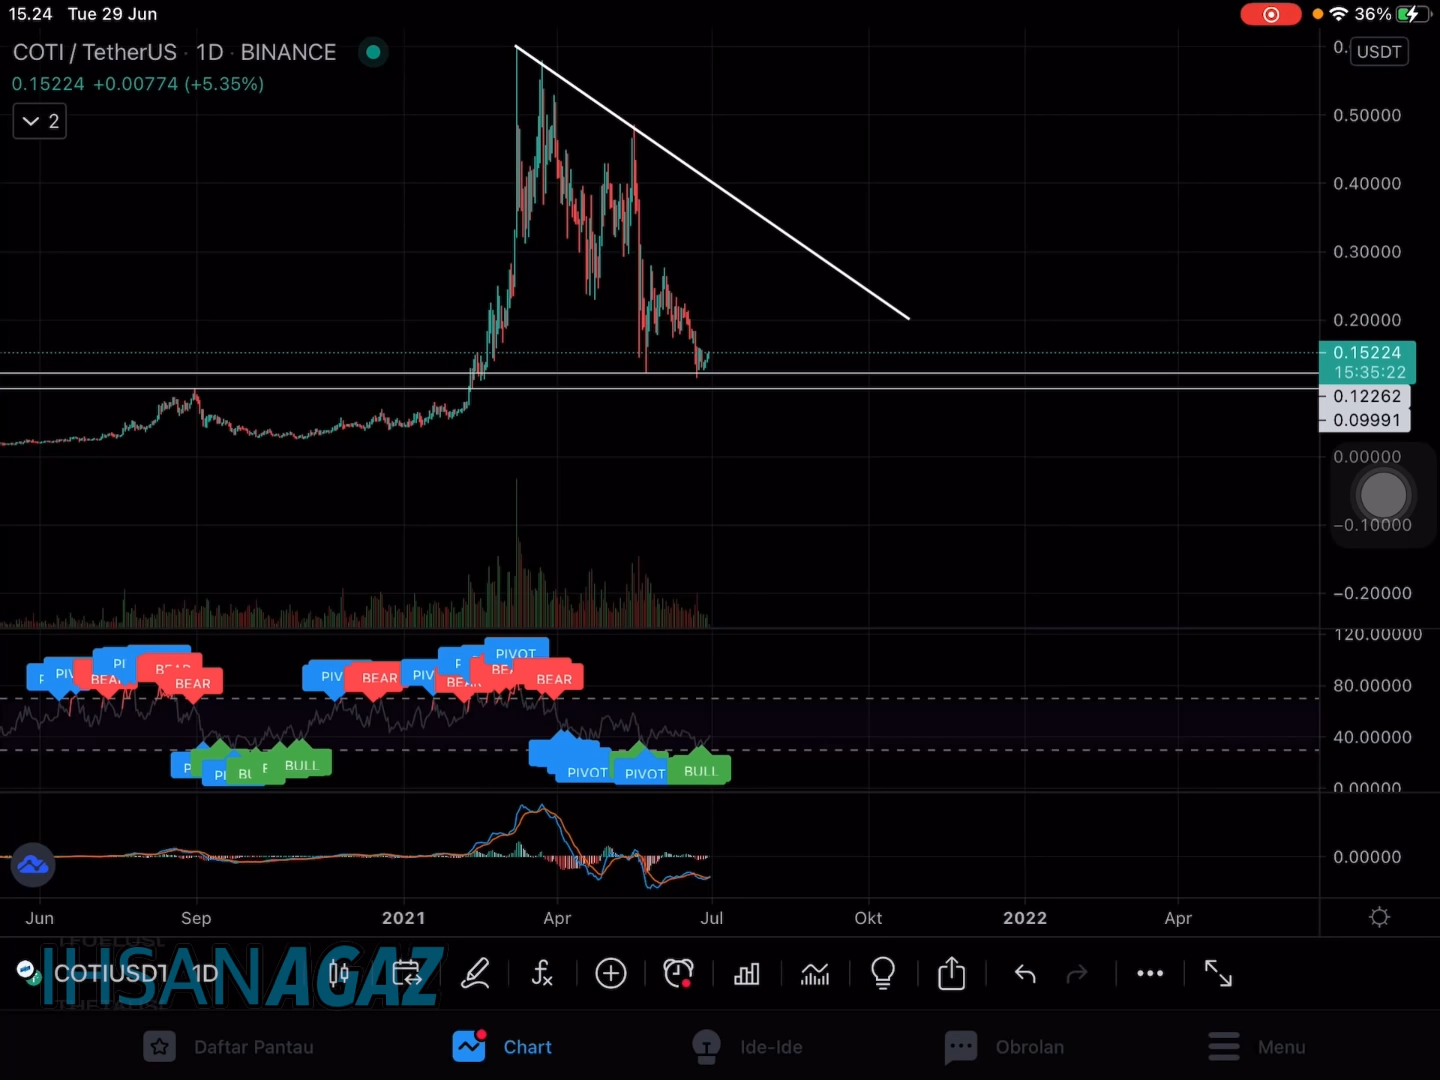 15.24 Tue 29 Jun
36%
COTI / TetherUS · 1D · BINANCE
0.15224 +0.00774 (+5.35%)
2
USDT
0.50000
0.40000
0.30000
0.20000
0.15224
15:35:22
0.12262
0.09991
0.00000
−0.10000
−0.20000
120.00000
PIVOT
BEAR
BEAR
BEAR
BEAR
80.00000
40.00000
BULL
PIVOT
PIVOT
BULL
0.00000
0.00000
Jun Sep 2021 Apr Jul Okt 2022 Apr
IHSANAGAZ
COTIUSDT 1D
Daftar Pantau Chart Ide-Ide Obrolan Menu